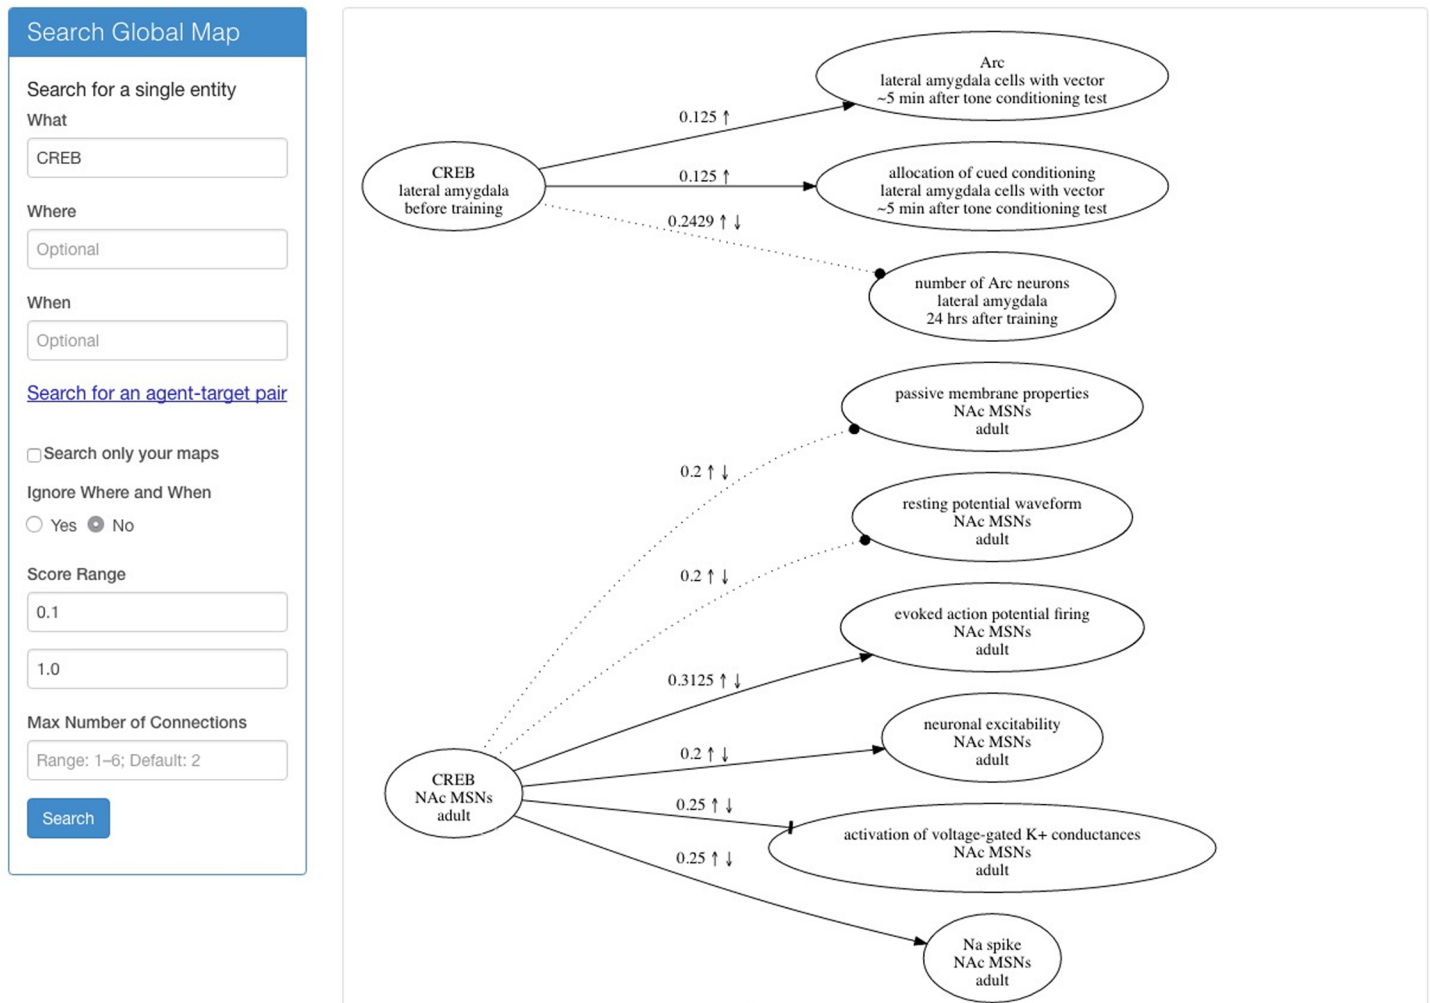 Search Global Map
Search for a single entity
What
CREB
Where
Optional
When
Optional
Search for an agent-target pair
Search only your maps
Ignore Where and When
Yes No
Score Range
0.1
1.0
Max Number of Connections
Range: 1–6; Default: 2
Search
CREB
lateral amygdala
before training
0.125 ↑
Arc
lateral amygdala cells with vector
~5 min after tone conditioning test
0.125 ↑
allocation of cued conditioning
lateral amygdala cells with vector
~5 min after tone conditioning test
0.2429 ↑ ↓
number of Arc neurons
lateral amygdala
24 hrs after training
CREB
NAc MSNs
adult
0.2 ↑ ↓
passive membrane properties
NAc MSNs
adult
0.2 ↑ ↓
resting potential waveform
NAc MSNs
adult
0.3125 ↑ ↓
evoked action potential firing
NAc MSNs
adult
0.2 ↑ ↓
neuronal excitability
NAc MSNs
adult
0.25 ↑ ↓
activation of voltage-gated K+ conductances
NAc MSNs
adult
0.25 ↑ ↓
Na spike
NAc MSNs
adult